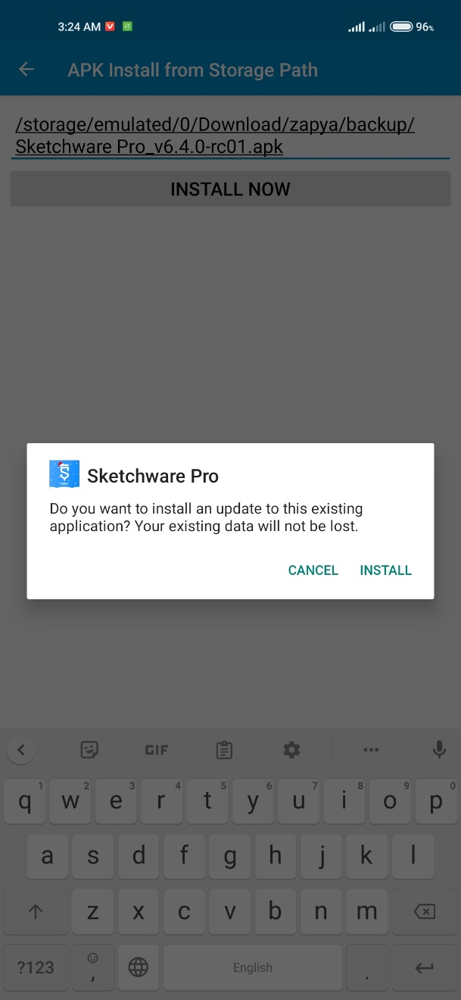 3:24 AM 96%
APK Install from Storage Path
/storage/emulated/0/Download/zapya/backup/
Sketchware Pro_v6.4.0-rc01.apk
INSTALL NOW
Sketchware Pro
Do you want to install an update to this existing
application? Your existing data will not be lost.
CANCEL INSTALL
GIF
1 2 3 4 5 6 7 8 9 0
q w e r t y u i o p
a s d f g h j k l
z x c v b n m
?123 , English .